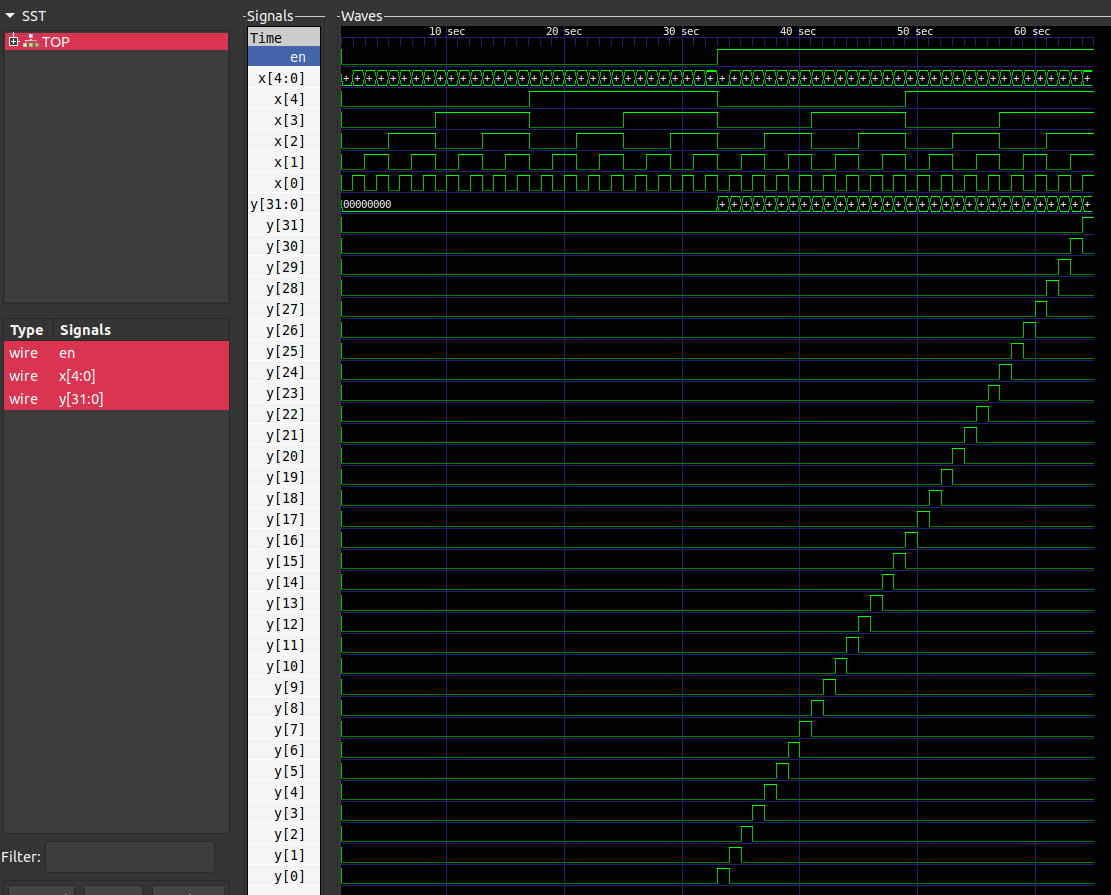 SST
TOP
Type Signals
wire en
wire x[4:0]
wire y[31:0]
Filter:
Signals
Time
en
x[4:0]
x[4]
x[3]
x[2]
x[1]
x[0]
y[31:0]
y[31]
y[30]
y[29]
y[28]
y[27]
y[26]
y[25]
y[24]
y[23]
y[22]
y[21]
y[20]
y[19]
y[18]
y[17]
y[16]
y[15]
y[14]
y[13]
y[12]
y[11]
y[10]
y[9]
y[8]
y[7]
y[6]
y[5]
y[4]
y[3]
y[2]
y[1]
y[0]
Waves
10 sec 20 sec 30 sec 40 sec 50 sec 60 sec
00000000